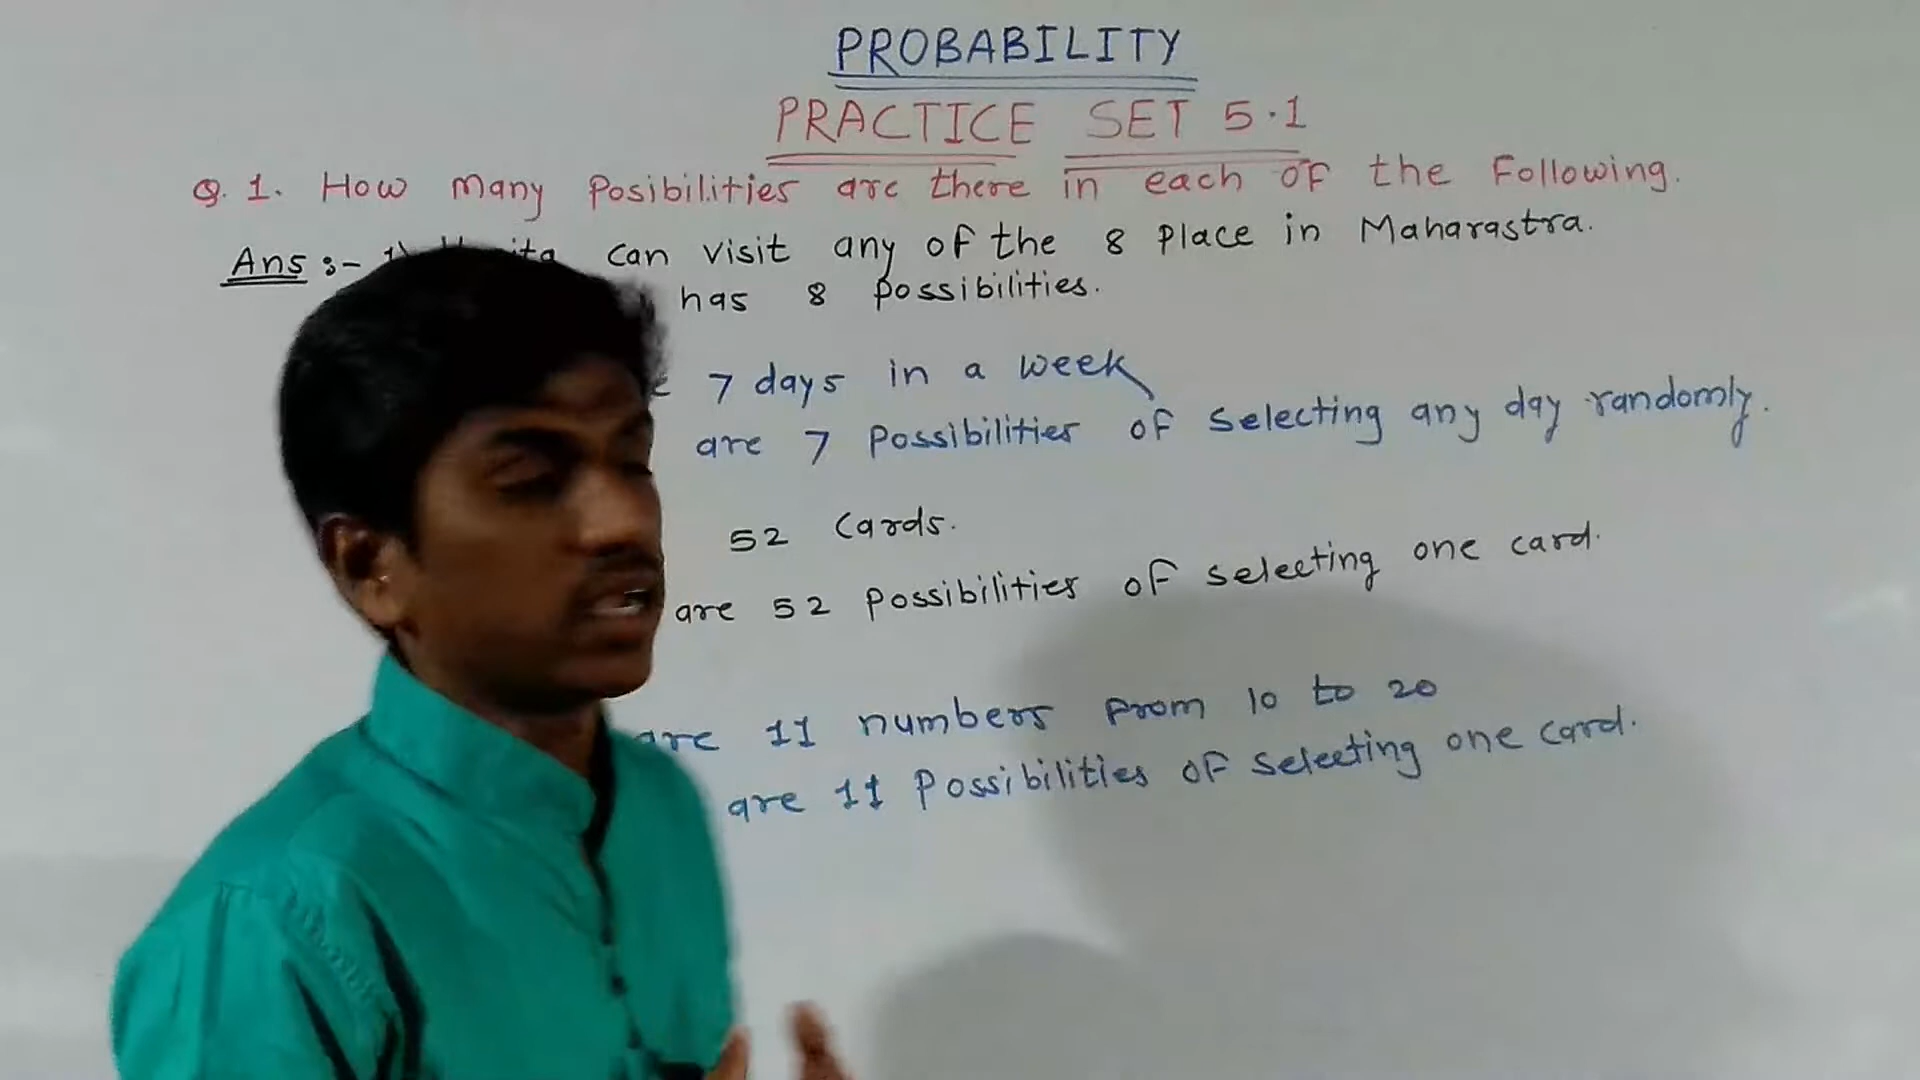 PROBABILITY
PRACTICE SET 5.1
Q. 1. How many Posibilities are there in each of the Following.
Ans :- 1) can visit any of the 8 Place in Maharastra.
has 8 possibilities.
7 days in a week
are 7 Possibilities of selecting any day randomly.
52 Cards.
are 52 possibilities of selecting one card.
are 11 numbers From 10 to 20
are 11 Possibilities of selecting one card.